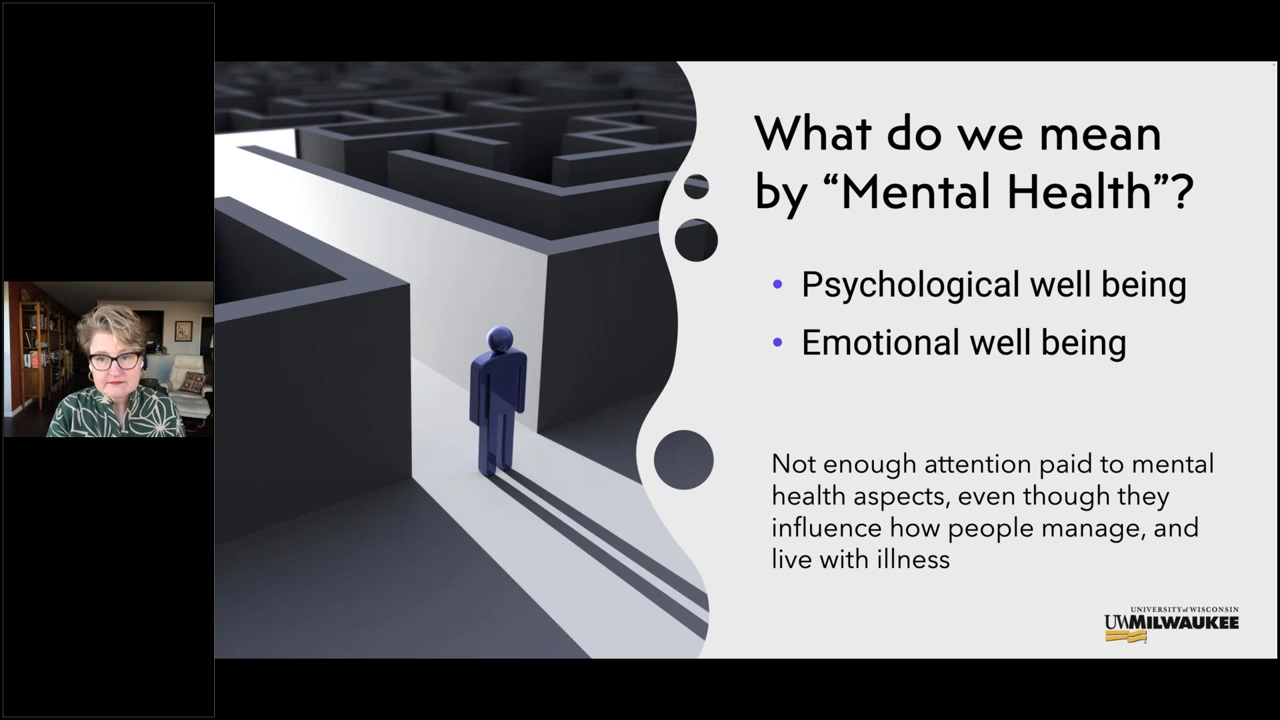 What do we mean
by “Mental Health”?
• Psychological well being
• Emotional well being
Not enough attention paid to mental
health aspects, even though they
influence how people manage, and
live with illness
UNIVERSITY of WISCONSIN
UWMILWAUKEE